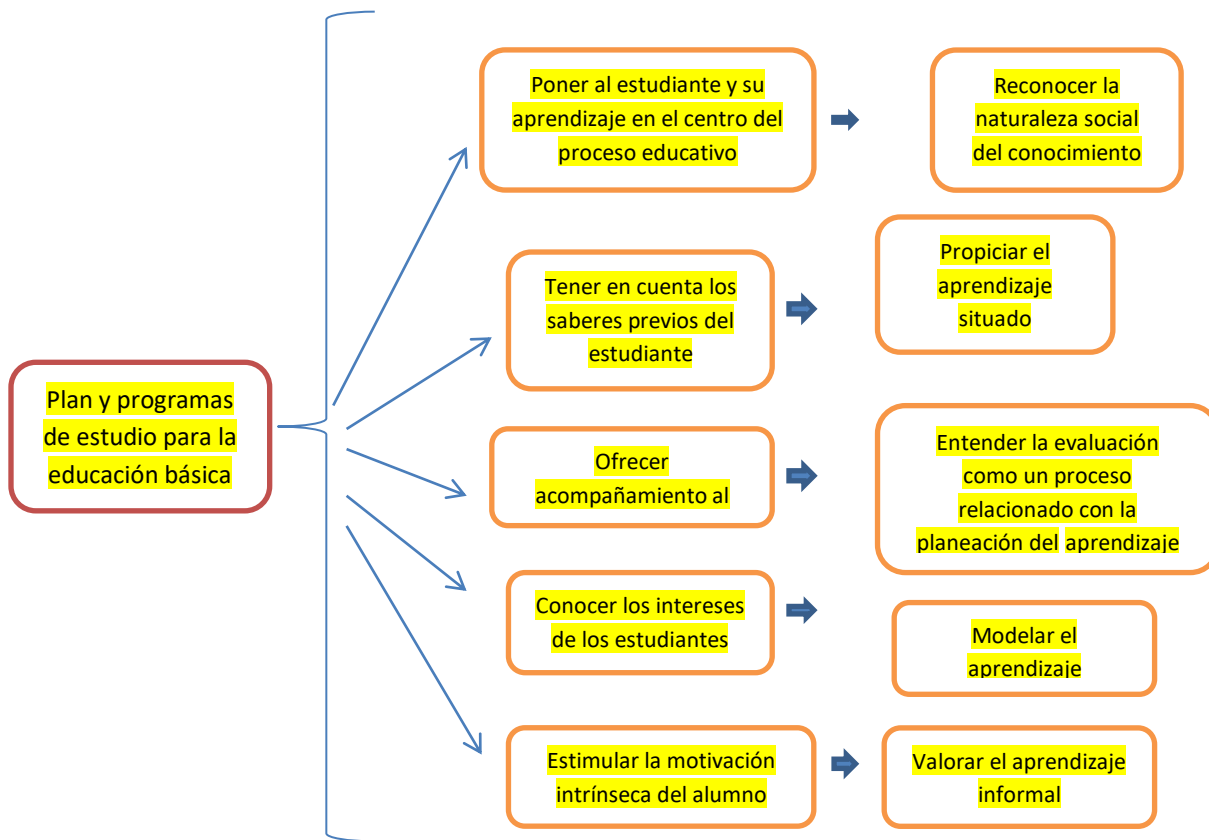 Plan y programas
de estudio para la
educación básica
Poner al estudiante y su
aprendizaje en el centro del
proceso educativo
Reconocer la
naturaleza social
del conocimiento
Tener en cuenta los
saberes previos del
estudiante
Propiciar el
aprendizaje
situado
Ofrecer
acompañamiento al
Entender la evaluación
como un proceso
relacionado con la
planeación del aprendizaje
Conocer los intereses
de los estudiantes
Modelar el
aprendizaje
Estimular la motivación
intrínseca del alumno
Valorar el aprendizaje
informal